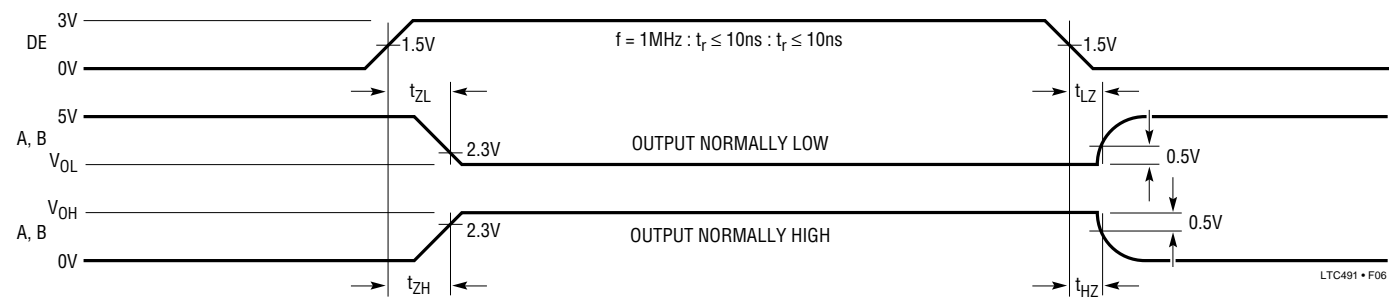 3V
DE
1.5V
f = 1MHz : tr ≤ 10ns : tr ≤ 10ns
1.5V
0V
tZL
tLZ
5V
A, B
2.3V
OUTPUT NORMALLY LOW
0.5V
VOL
VOH
A, B
2.3V
OUTPUT NORMALLY HIGH
0.5V
0V
tZH
tHZ
LTC491 • F06